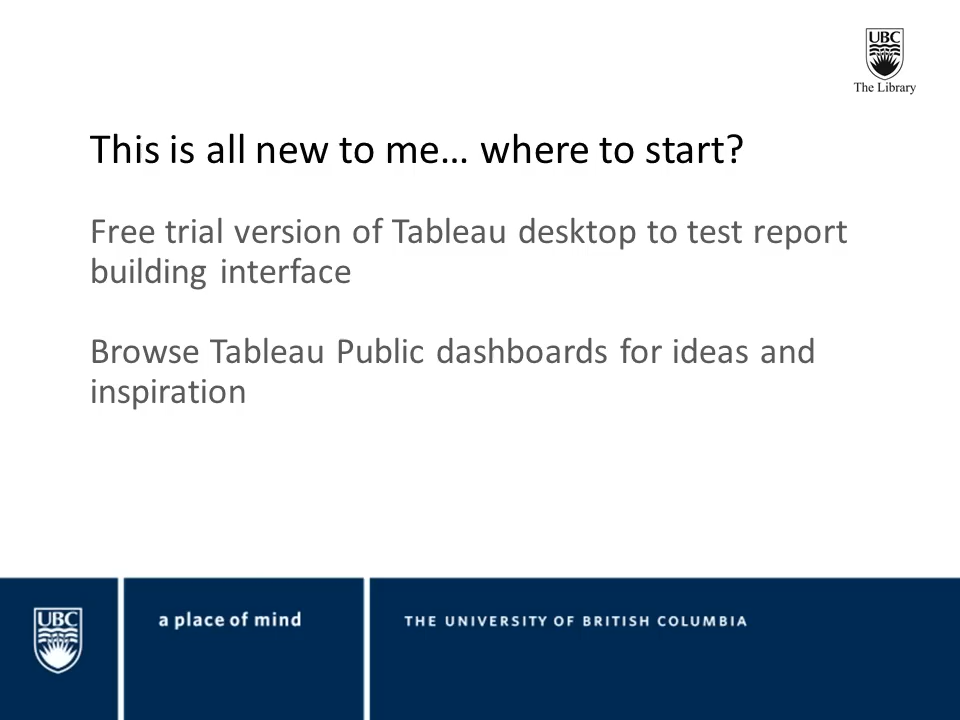 UBC
The Library
This is all new to me… where to start?
Free trial version of Tableau desktop to test report
building interface
Browse Tableau Public dashboards for ideas and
inspiration
UBC
a place of mind
THE UNIVERSITY OF BRITISH COLUMBIA